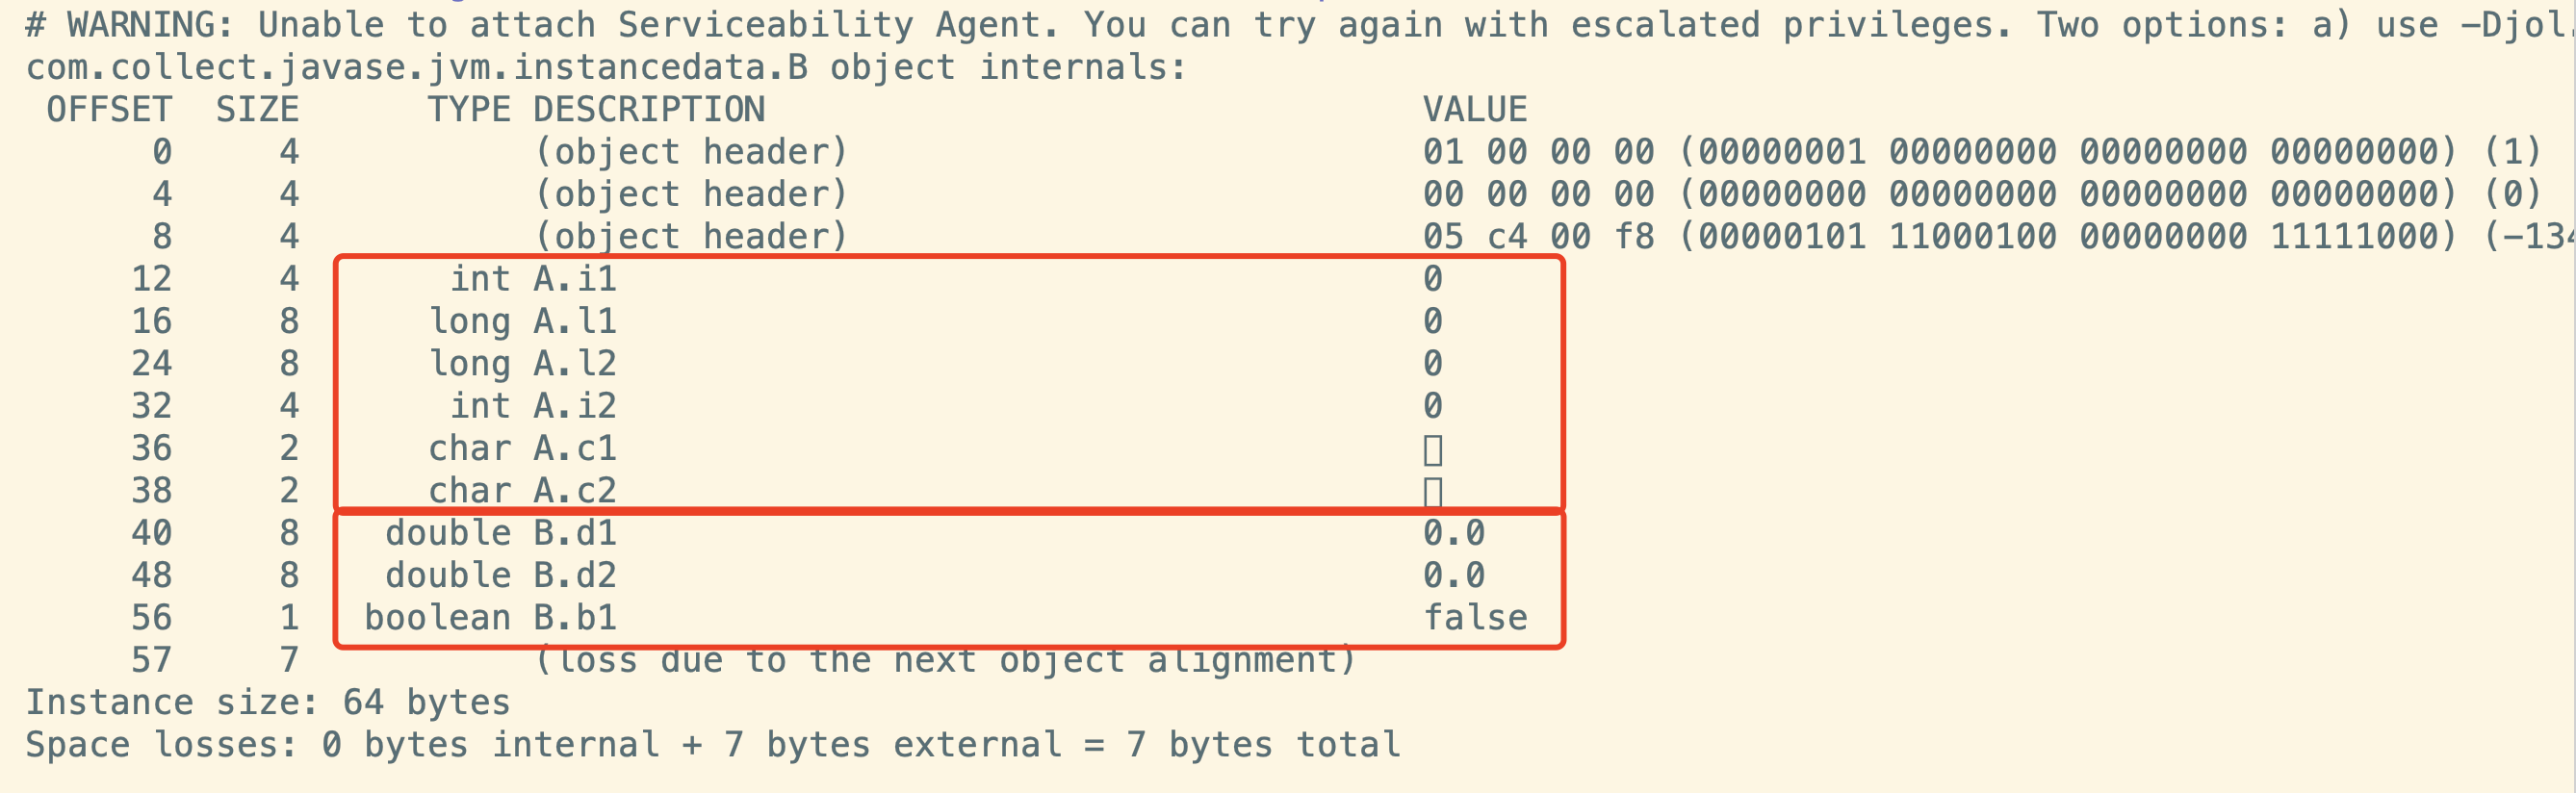 # WARNING: Unable to attach Serviceability Agent. You can try again with escalated privileges. Two options: a) use -Djol.
com.collect.javase.jvm.instancedata.B object internals:
 OFFSET  SIZE      TYPE DESCRIPTION                               VALUE
      0     4           (object header)                           01 00 00 00 (00000001 00000000 00000000 00000000) (1)
      4     4           (object header)                           00 00 00 00 (00000000 00000000 00000000 00000000) (0)
      8     4           (object header)                           05 c4 00 f8 (00000101 11000100 00000000 11111000) (-134
     12     4       int A.i1                                      0
     16     8      long A.l1                                      0
     24     8      long A.l2                                      0
     32     4       int A.i2                                      0
     36     2      char A.c1
     38     2      char A.c2
     40     8    double B.d1                                      0.0
     48     8    double B.d2                                      0.0
     56     1   boolean B.b1                                      false
     57     7           (loss due to the next object alignment)
Instance size: 64 bytes
Space losses: 0 bytes internal + 7 bytes external = 7 bytes total